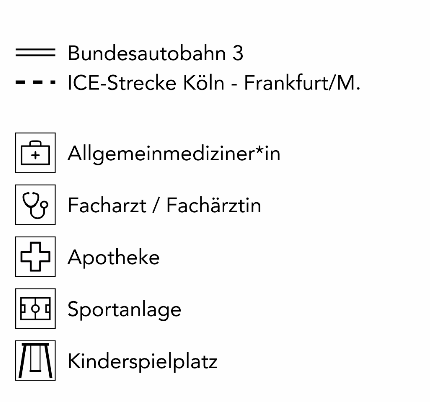 Bundesautobahn 3
ICE-Strecke Köln - Frankfurt/M.
Allgemeinmediziner*in
Facharzt / Fachärztin
Apotheke
Sportanlage
Kinderspielplatz